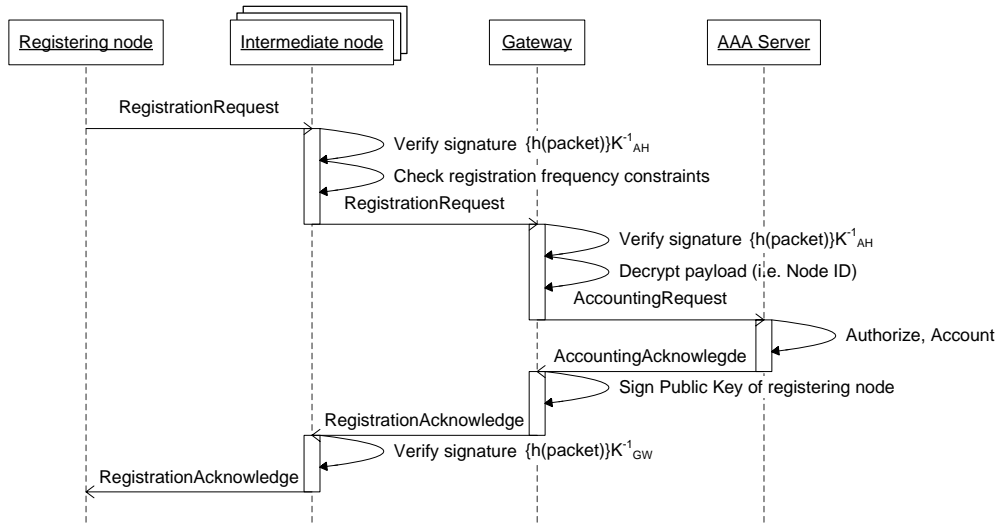 Registering node
Intermediate node
Gateway
AAA Server
RegistrationRequest
Verify signature {h(packet)}K⁻¹AH
Check registration frequency constraints
RegistrationRequest
Verify signature {h(packet)}K⁻¹AH
Decrypt payload (i.e. Node ID)
AccountingRequest
Authorize, Account
AccountingAcknowlegde
Sign Public Key of registering node
RegistrationAcknowledge
Verify signature {h(packet)}K⁻¹GW
RegistrationAcknowledge